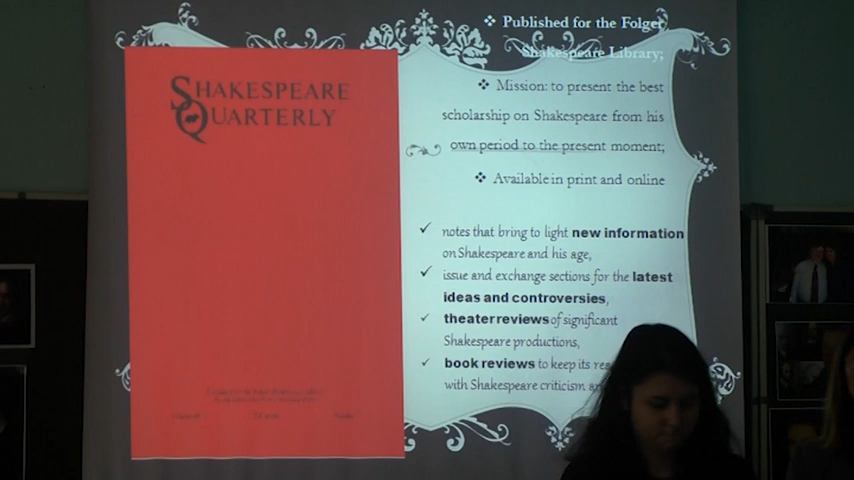 SHAKESPEARE
QUARTERLY
❖ Published for the Folger
Shakespeare Library;
❖ Mission: to present the best
scholarship on Shakespeare from his
own period to the present moment;
❖ Available in print and online
✓ notes that bring to light new information
on Shakespeare and his age,
✓ issue and exchange sections for the latest
ideas and controversies,
✓ theater reviews of significant
Shakespeare productions,
✓ book reviews to keep its
with Shakespeare criticism